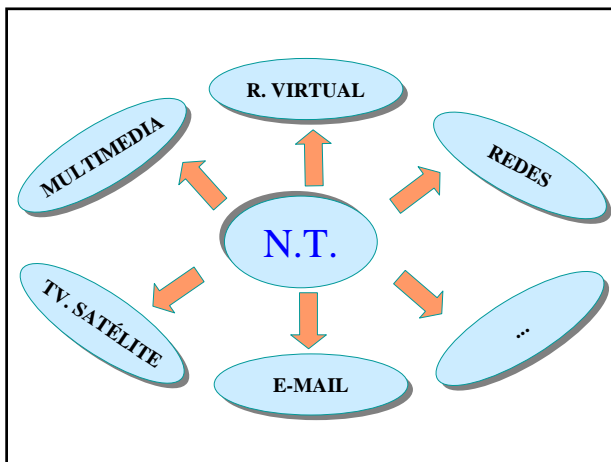 R. VIRTUAL
MULTIMEDIA
REDES
N.T.
TV. SATÉLITE
...
E-MAIL